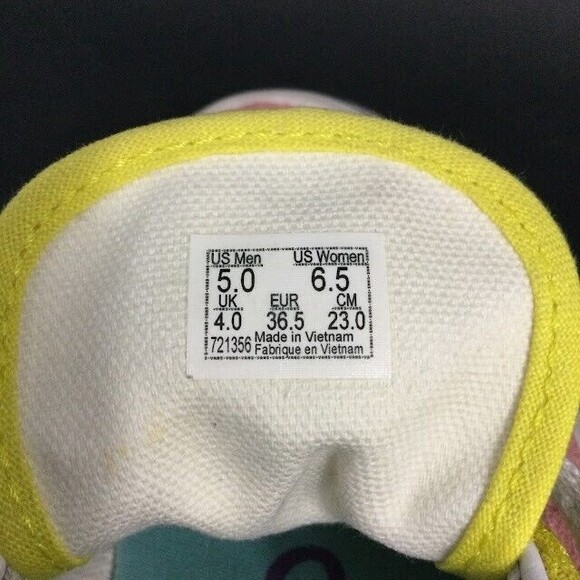 US Men US Women
5.0 6.5
UK EUR CM
4.0 36.5 23.0
721356 Made in Vietnam
Fabrique en Vietnam